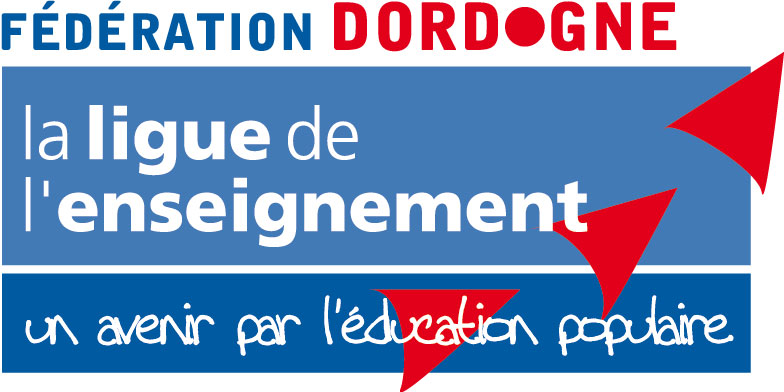 FÉDÉRATION DORDOGNE
la ligue de
l'enseignement
un avenir par l'éducation populaire.